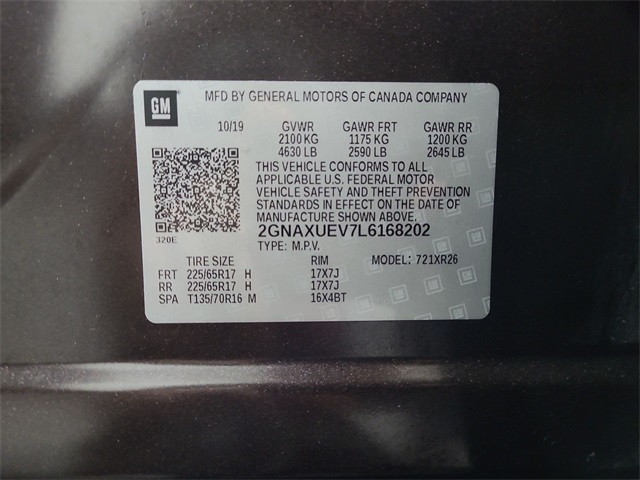 GM
MFD BY GENERAL MOTORS OF CANADA COMPANY
10/19 GVWR GAWR FRT GAWR RR
2100 KG 1175 KG 1200 KG
4630 LB 2590 LB 2645 LB
THIS VEHICLE CONFORMS TO ALL
APPLICABLE U.S. FEDERAL MOTOR
VEHICLE SAFETY AND THEFT PREVENTION
STANDARDS IN EFFECT ON THE DATE OF
MANUFACTURE SHOWN ABOVE.
320E
2GNAXUEV7L6168202
TYPE: M.P.V.
TIRE SIZE RIM MODEL: 721XR26
FRT 225/65R17 H 17X7J
RR 225/65R17 H 17X7J
SPA T135/70R16 M 16X4BT